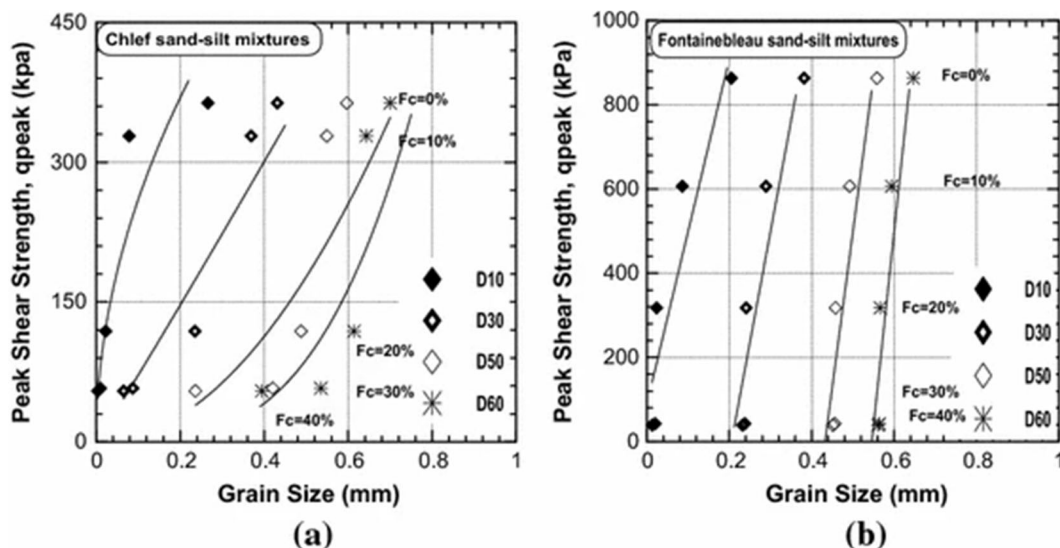 Peak Shear Strength, qpeak (kpa)
450
300
150
0
Chlef sand-silt mixtures
Fc=0%
Fc=10%
Fc=20%
Fc=30%
Fc=40%
D10
D30
D50
D60
0 0.2 0.4 0.6 0.8 1
Grain Size (mm)
(a)
Peak Shear Strength, qpeak (kPa)
1000
800
600
400
200
0
Fontainebleau sand-silt mixtures
Fc=0%
Fc=10%
Fc=20%
Fc=30%
Fc=40%
D10
D30
D50
D60
0 0.2 0.4 0.6 0.8 1
Grain Size (mm)
(b)